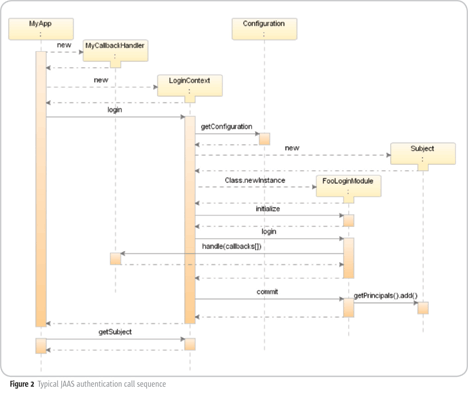 MyApp
:
Configuration
:
new
MyCallbackHandler
:
new
LoginContext
:
login
getConfiguration
new
Subject
:
Class.newInstance
FooLoginModule
:
initialize
login
handle(callbacks[])
commit
getPrincipals().add()
getSubject
Figure 2 Typical JAAS authentication call sequence